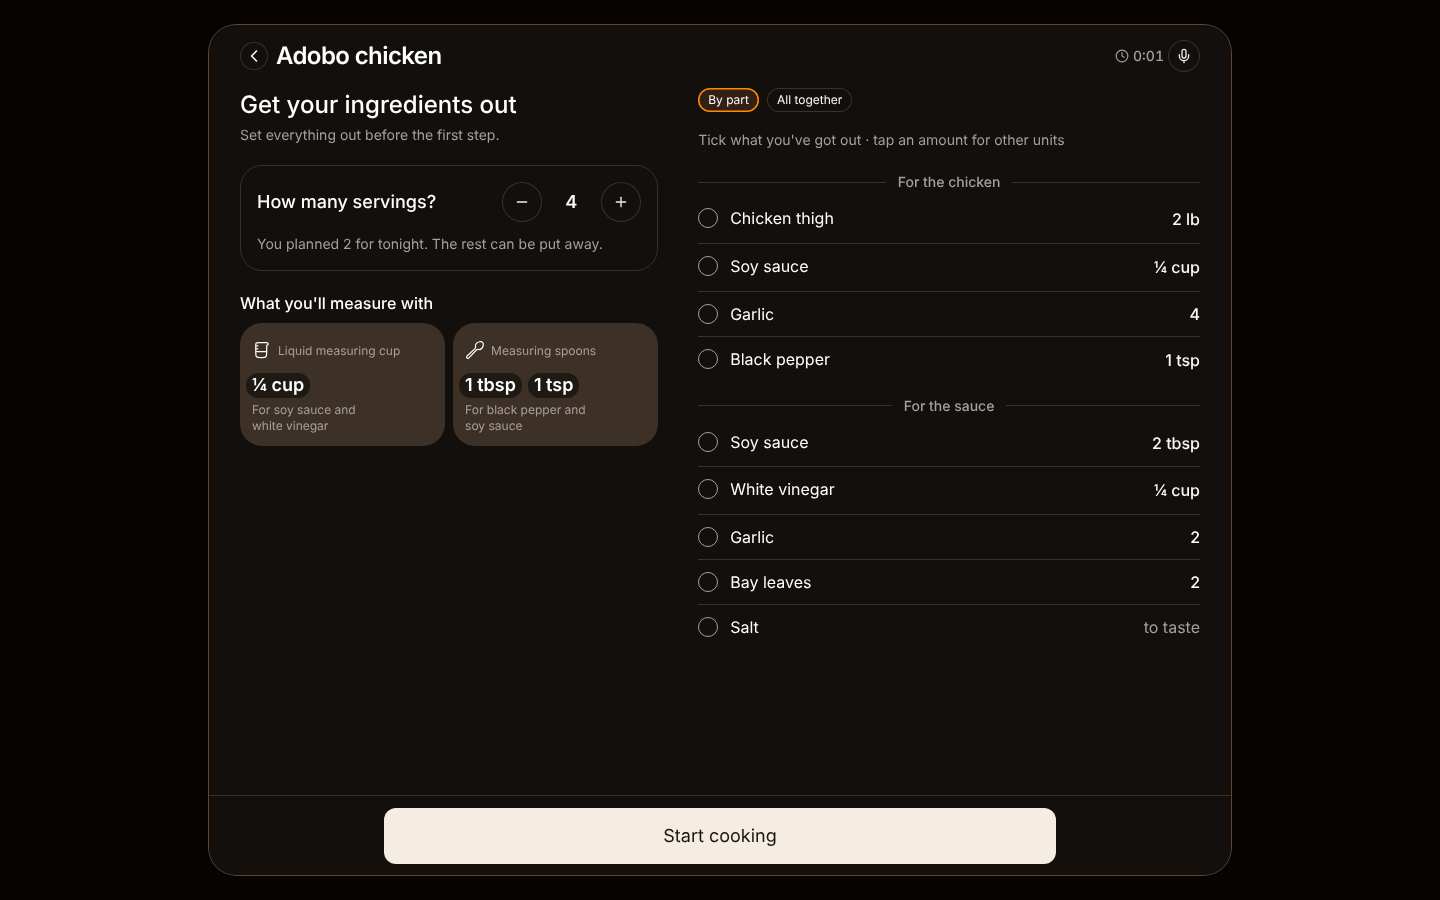 Adobo chicken
0:01
Get your ingredients out
Set everything out before the first step.
How many servings?
− 4 +
You planned 2 for tonight. The rest can be put away.
What you'll measure with
Liquid measuring cup
¼ cup
For soy sauce and
white vinegar
Measuring spoons
1 tbsp 1 tsp
For black pepper and
soy sauce
By part
All together
Tick what you've got out · tap an amount for other units
For the chicken
Chicken thigh 2 lb
Soy sauce ¼ cup
Garlic 4
Black pepper 1 tsp
For the sauce
Soy sauce 2 tbsp
White vinegar ¼ cup
Garlic 2
Bay leaves 2
Salt to taste
Start cooking